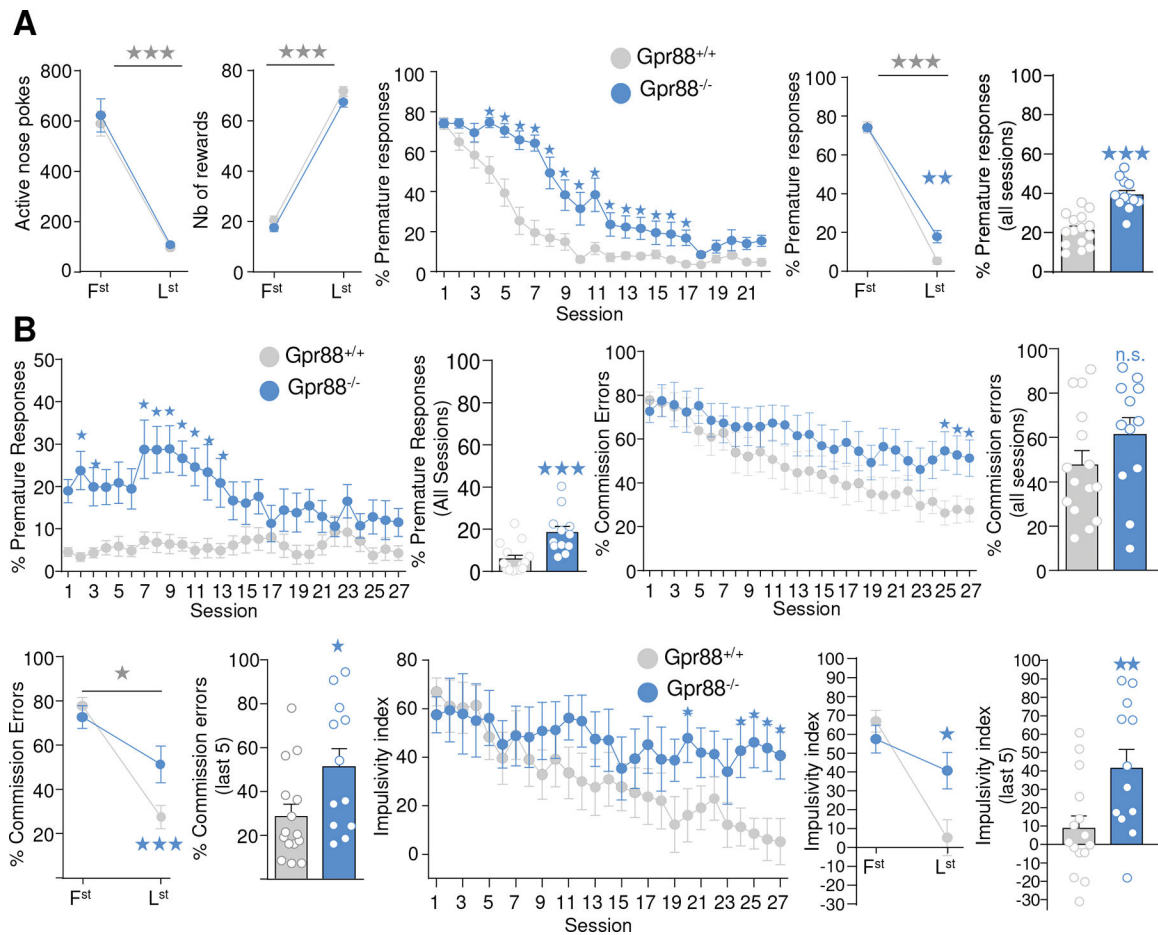 A
Gpr88+/+
Gpr88-/-
Active nose pokes
800
600
400
600
200
0
Fst
Lst
★★★
Nb of rewards
80
60
40
20
0
Fst
Lst
★★★
% Premature responses
100
80
60
40
20
0
1 3 5 7 9 11 13 15 17 19 21
Session
% Premature responses
100
80
60
40
20
0
Fst
Lst
★★★
★★
% Premature responses
(all sessions)
100
80
60
40
20
0
★★★
B
Gpr88+/+
Gpr88-/-
% Premature Responses
50
40
30
20
10
0
1 3 5 7 9 11 13 15 17 19 21 23 25 27
Session
% Premature Responses
(All Sessions)
100
80
60
40
20
0
★★★
% Commission Errors
100
80
60
40
20
0
1 3 5 7 9 11 13 15 17 19 21 23 25 27
Session
% Commission errors
(all sessions)
100
80
60
40
20
0
n.s.
% Commission Errors
100
80
60
40
20
Fst
Lst
★
★★★
% Commission errors
(last 5)
100
80
60
40
20
★
Gpr88+/+
Gpr88-/-
Impulsivity index
80
60
40
20
0
1 3 5 7 9 11 13 15 17 19 21 23 25 27
Session
Impulsivity index
100
90
80
70
60
50
40
30
20
10
0
-10
-20
-30
Fst
Lst
★
Impulsivity index
(last 5)
100
90
80
70
60
50
40
30
20
10
0
-10
-20
-30
★★